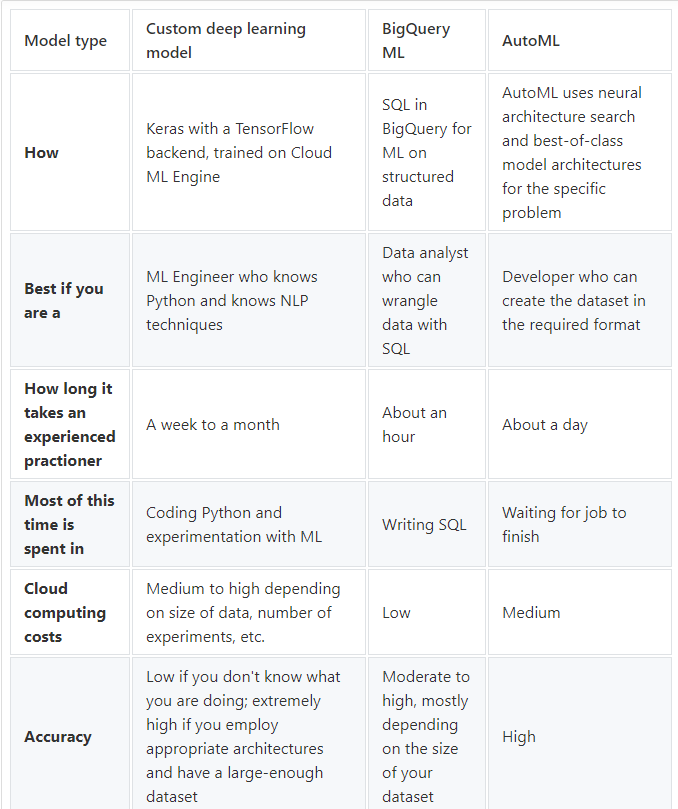 Model type
Custom deep learning
model
BigQuery
ML
AutoML
How
Keras with a TensorFlow
backend, trained on Cloud
ML Engine
SQL in
BigQuery for
ML on
structured
data
AutoML uses neural
architecture search
and best-of-class
model architectures
for the specific
problem
Best if you
are a
ML Engineer who knows
Python and knows NLP
techniques
Data analyst
who can
wrangle
data with
SQL
Developer who can
create the dataset in
the required format
How long it
takes an
experienced
practioner
A week to a month
About an
hour
About a day
Most of this
time is
spent in
Coding Python and
experimentation with ML
Writing SQL
Waiting for job to
finish
Cloud
computing
costs
Medium to high depending
on size of data, number of
experiments, etc.
Low
Medium
Accuracy
Low if you don't know what
you are doing; extremely
high if you employ
appropriate architectures
and have a large-enough
dataset
Moderate to
high, mostly
depending
on the size
of your
dataset
High